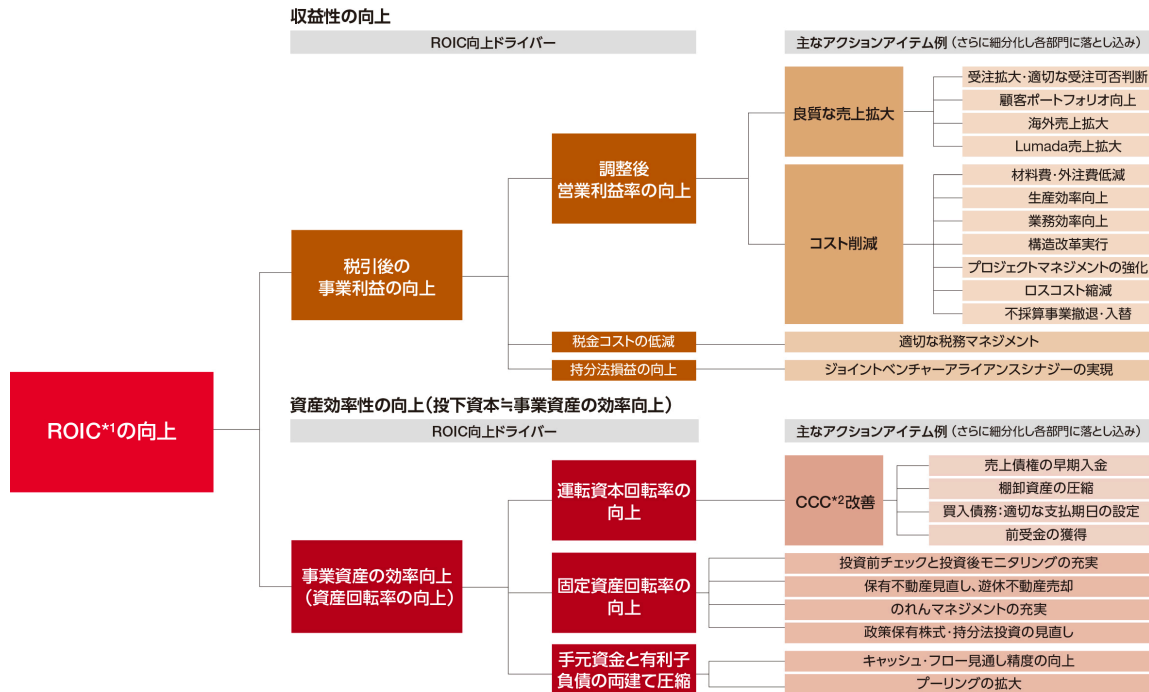 収益性の向上
ROIC向上ドライバー
主なアクションアイテム例（さらに細分化し各部門に落とし込み）
良質な売上拡大
受注拡大・適切な受注可否判断
顧客ポートフォリオ向上
海外売上拡大
Lumada売上拡大
調整後
営業利益率の向上
コスト削減
材料費・外注費低減
生産効率向上
業務効率向上
構造改革実行
プロジェクトマネジメントの強化
ロスコスト縮減
不採算事業撤退・入替
税引後の
事業利益の向上
税金コストの低減
適切な税務マネジメント
持分法損益の向上
ジョイントベンチャーアライアンスシナジーの実現
ROIC*1の向上
資産効率性の向上（投下資本≒事業資産の効率向上）
ROIC向上ドライバー
主なアクションアイテム例（さらに細分化し各部門に落とし込み）
運転資本回転率の
向上
CCC*2改善
売上債権の早期入金
棚卸資産の圧縮
買入債務：適切な支払期日の設定
前受金の獲得
事業資産の効率向上
（資産回転率の向上）
固定資産回転率の
向上
投資前チェックと投資後モニタリングの充実
保有不動産見直し、遊休不動産売却
のれんマネジメントの充実
政策保有株式・持分法投資の見直し
手元資金と有利子
負債の両建て圧縮
キャッシュ・フロー見通し精度の向上
プーリングの拡大